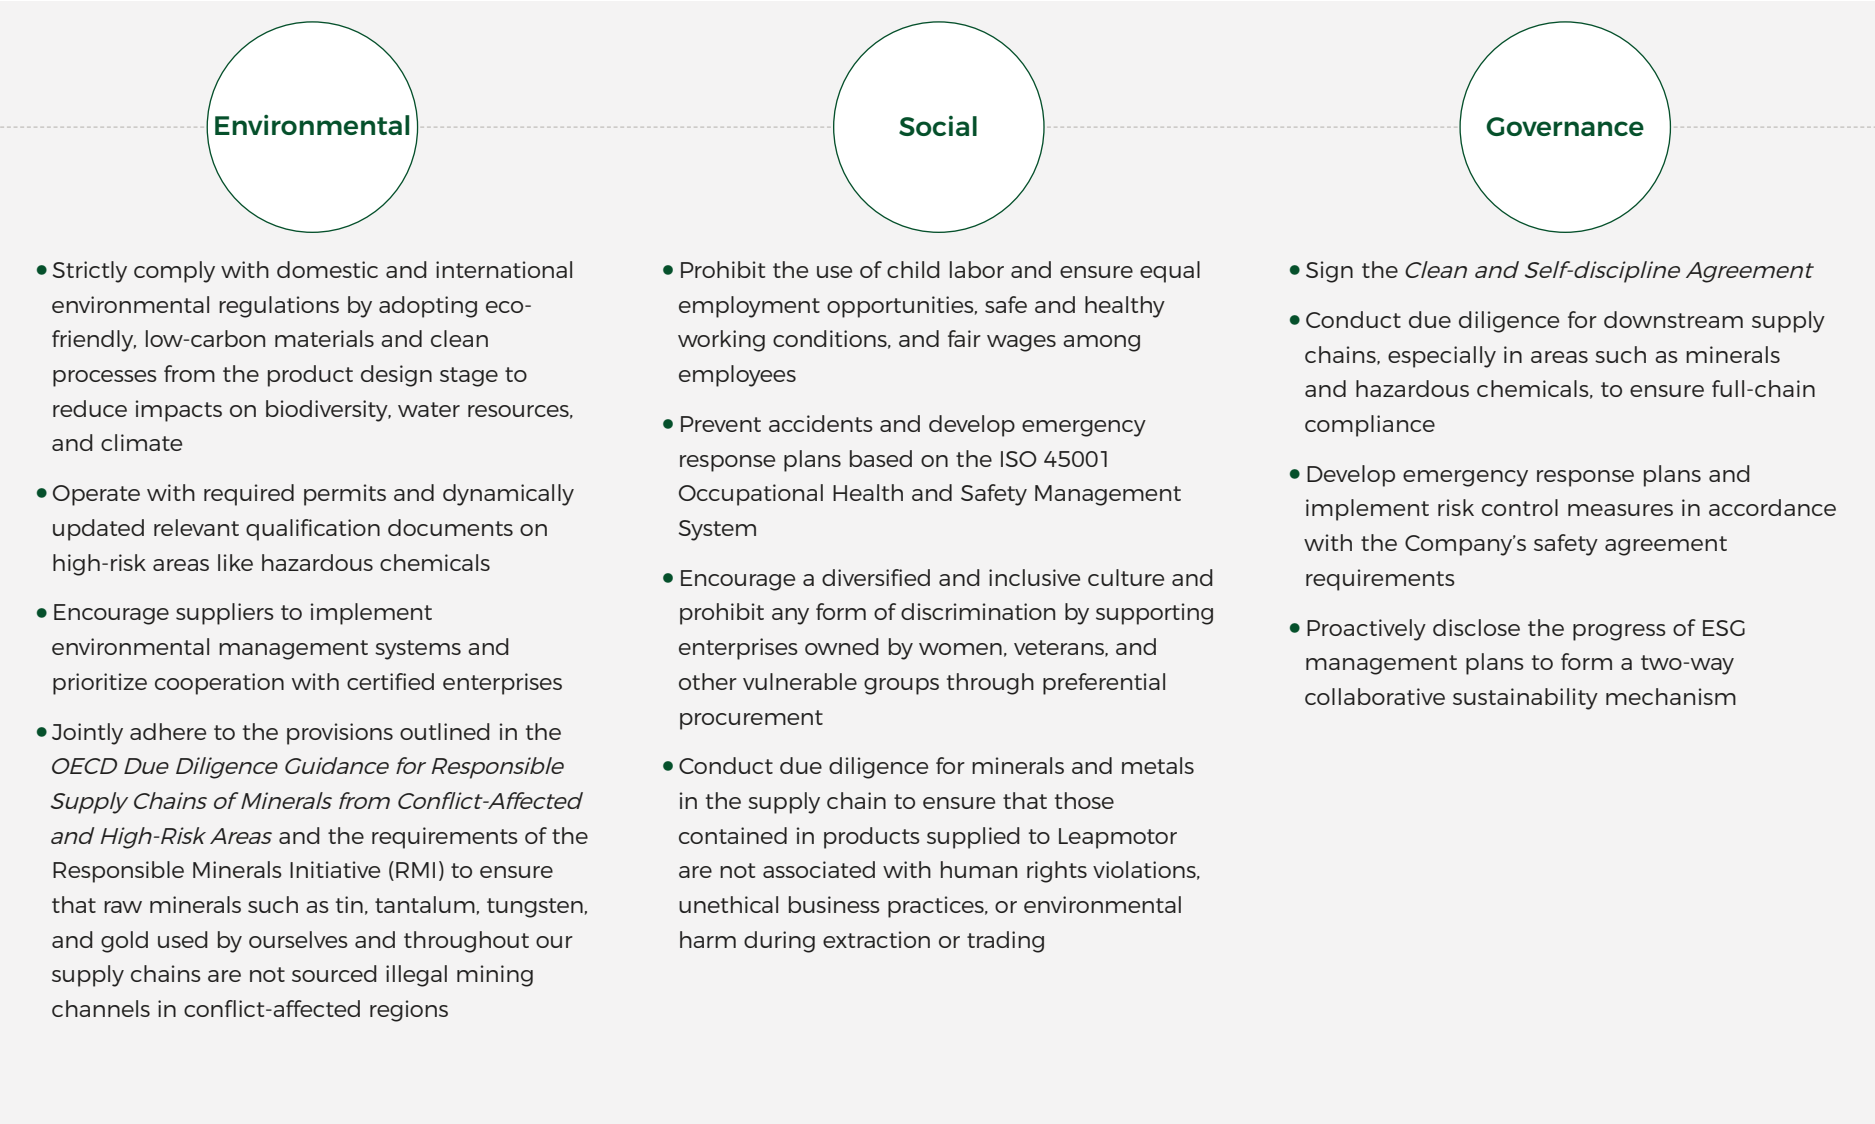 Environmental
• Strictly comply with domestic and international
environmental regulations by adopting eco-
friendly, low-carbon materials and clean
processes from the product design stage to
reduce impacts on biodiversity, water resources,
and climate
• Operate with required permits and dynamically
updated relevant qualification documents on
high-risk areas like hazardous chemicals
• Encourage suppliers to implement
environmental management systems and
prioritize cooperation with certified enterprises
• Jointly adhere to the provisions outlined in the
OECD Due Diligence Guidance for Responsible
Supply Chains of Minerals from Conflict-Affected
and High-Risk Areas and the requirements of the
Responsible Minerals Initiative (RMI) to ensure
that raw minerals such as tin, tantalum, tungsten,
and gold used by ourselves and throughout our
supply chains are not sourced illegal mining
channels in conflict-affected regions
Social
• Prohibit the use of child labor and ensure equal
employment opportunities, safe and healthy
working conditions, and fair wages among
employees
• Prevent accidents and develop emergency
response plans based on the ISO 45001
Occupational Health and Safety Management
System
• Encourage a diversified and inclusive culture and
prohibit any form of discrimination by supporting
enterprises owned by women, veterans, and
other vulnerable groups through preferential
procurement
• Conduct due diligence for minerals and metals
in the supply chain to ensure that those
contained in products supplied to Leapmotor
are not associated with human rights violations,
unethical business practices, or environmental
harm during extraction or trading
Governance
• Sign the Clean and Self-discipline Agreement
• Conduct due diligence for downstream supply
chains, especially in areas such as minerals
and hazardous chemicals, to ensure full-chain
compliance
• Develop emergency response plans and
implement risk control measures in accordance
with the Company’s safety agreement
requirements
• Proactively disclose the progress of ESG
management plans to form a two-way
collaborative sustainability mechanism